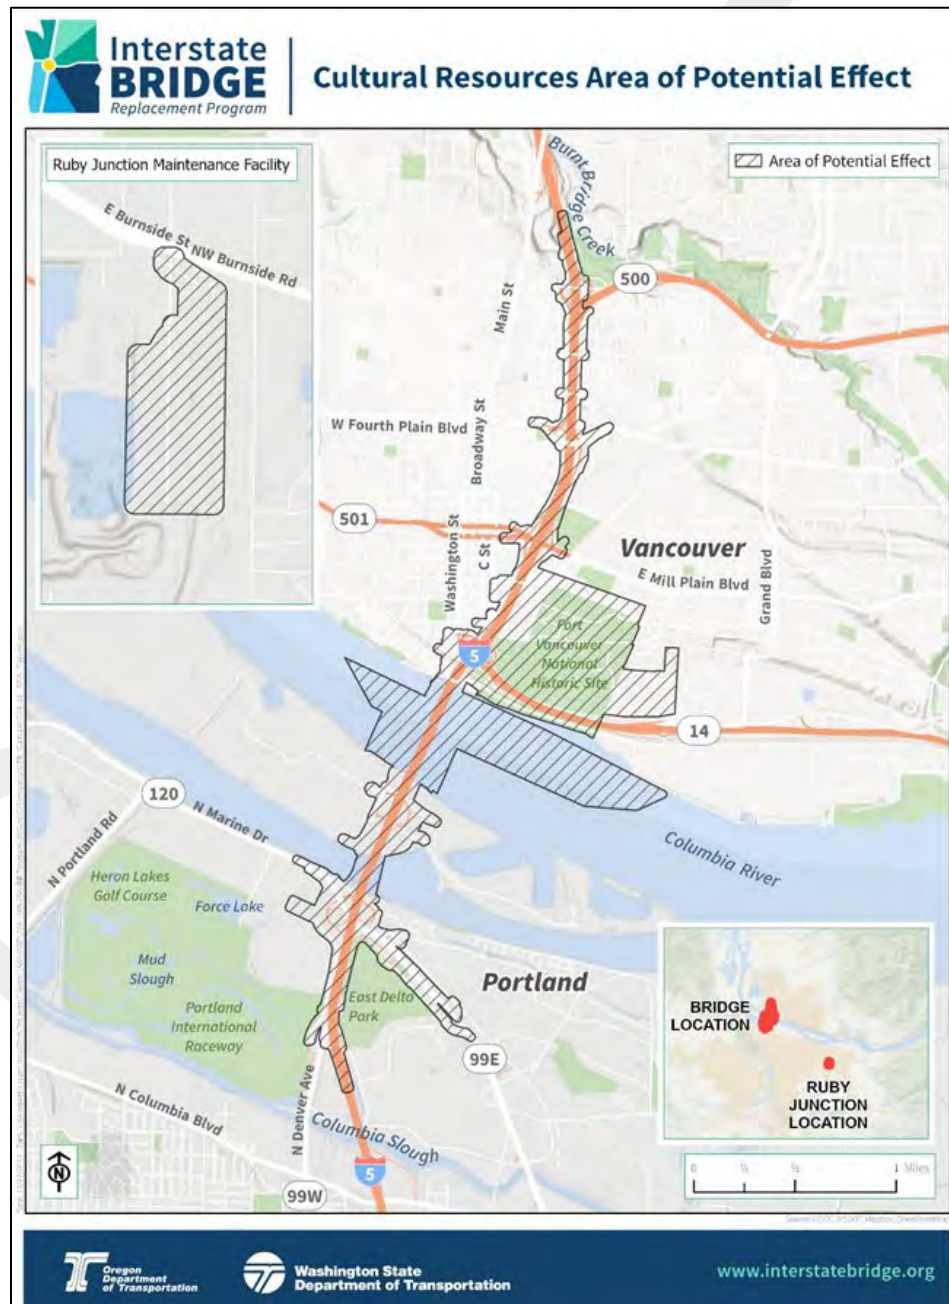 Interstate
BRIDGE
Replacement Program
Cultural Resources Area of Potential Effect
Ruby Junction Maintenance Facility
E Burnside St
NW Burnside Rd
Area of Potential Effect
Burnt Bridge Creek
500
Main St
W Fourth Plain Blvd
Broadway St
501
Washington St
C St
Vancouver
E Mill Plain Blvd
Grand Blvd
Fort
Vancouver
National
Historic Site
5
14
120
N Marine Dr
N Portland Rd
Columbia River
Heron Lakes
Golf Course
Force Lake
Mud
Slough
Portland
International
Raceway
Portland
East Delta
Park
99E
N Denver Ave
N Columbia Blvd
Columbia Slough
5
99W
BRIDGE
LOCATION
RUBY
JUNCTION
LOCATION
N
0 ¼ ½ 1 Miles
Oregon
Department
of Transportation
Washington State
Department of Transportation
www.interstatebridge.org